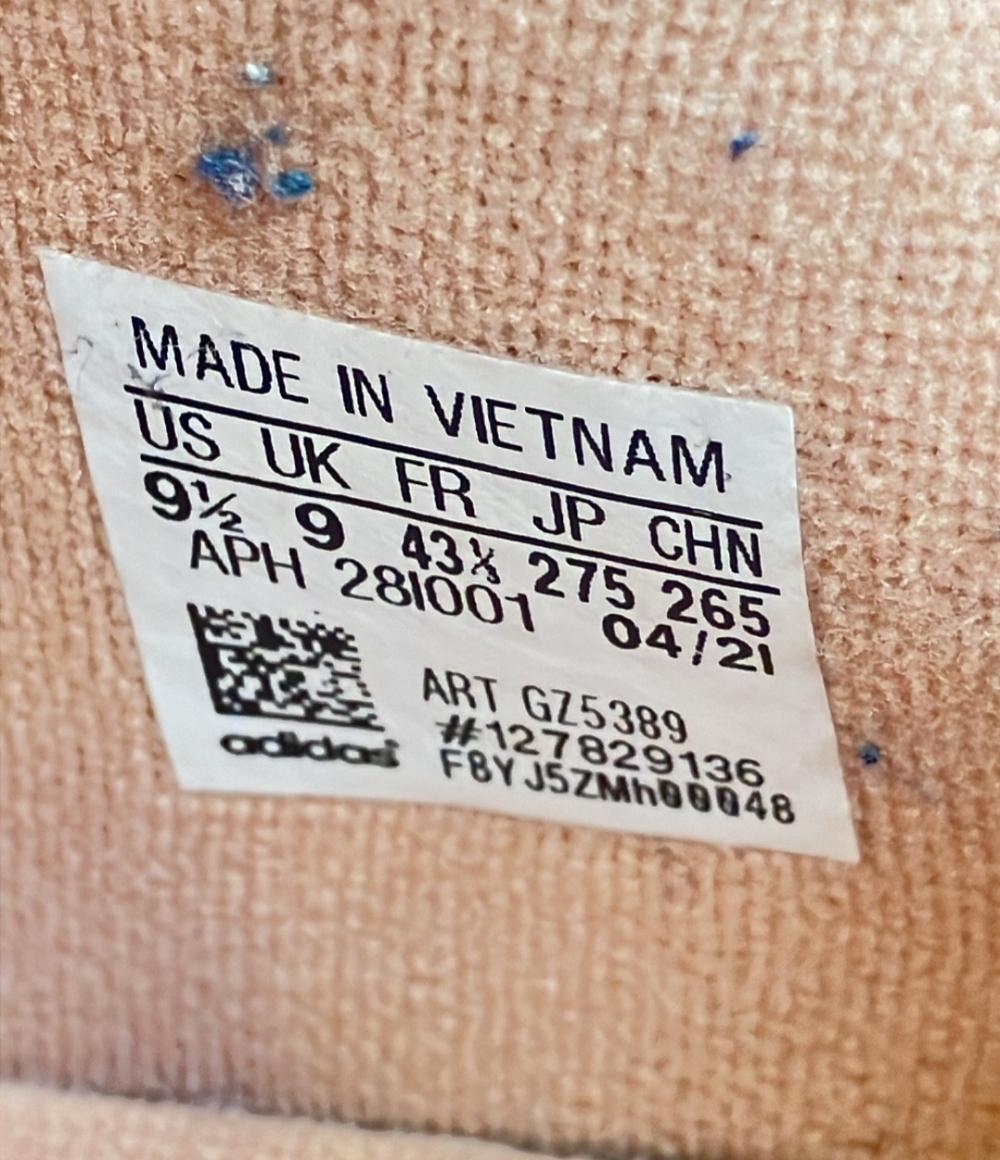 MADE IN VIETNAM
US UK FR JP CHN
9½ 9 43⅓ 275 265
APH 281001 04/21
ART GZ5389
#127829136
F8YJ5ZMh00048
adidas